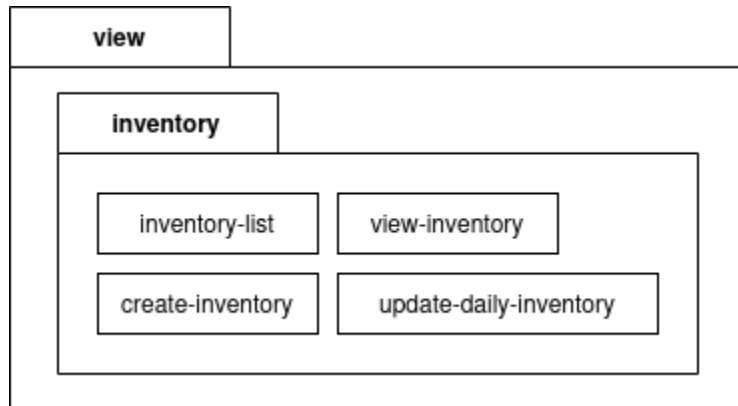 view
inventory
inventory-list
view-inventory
create-inventory
update-daily-inventory